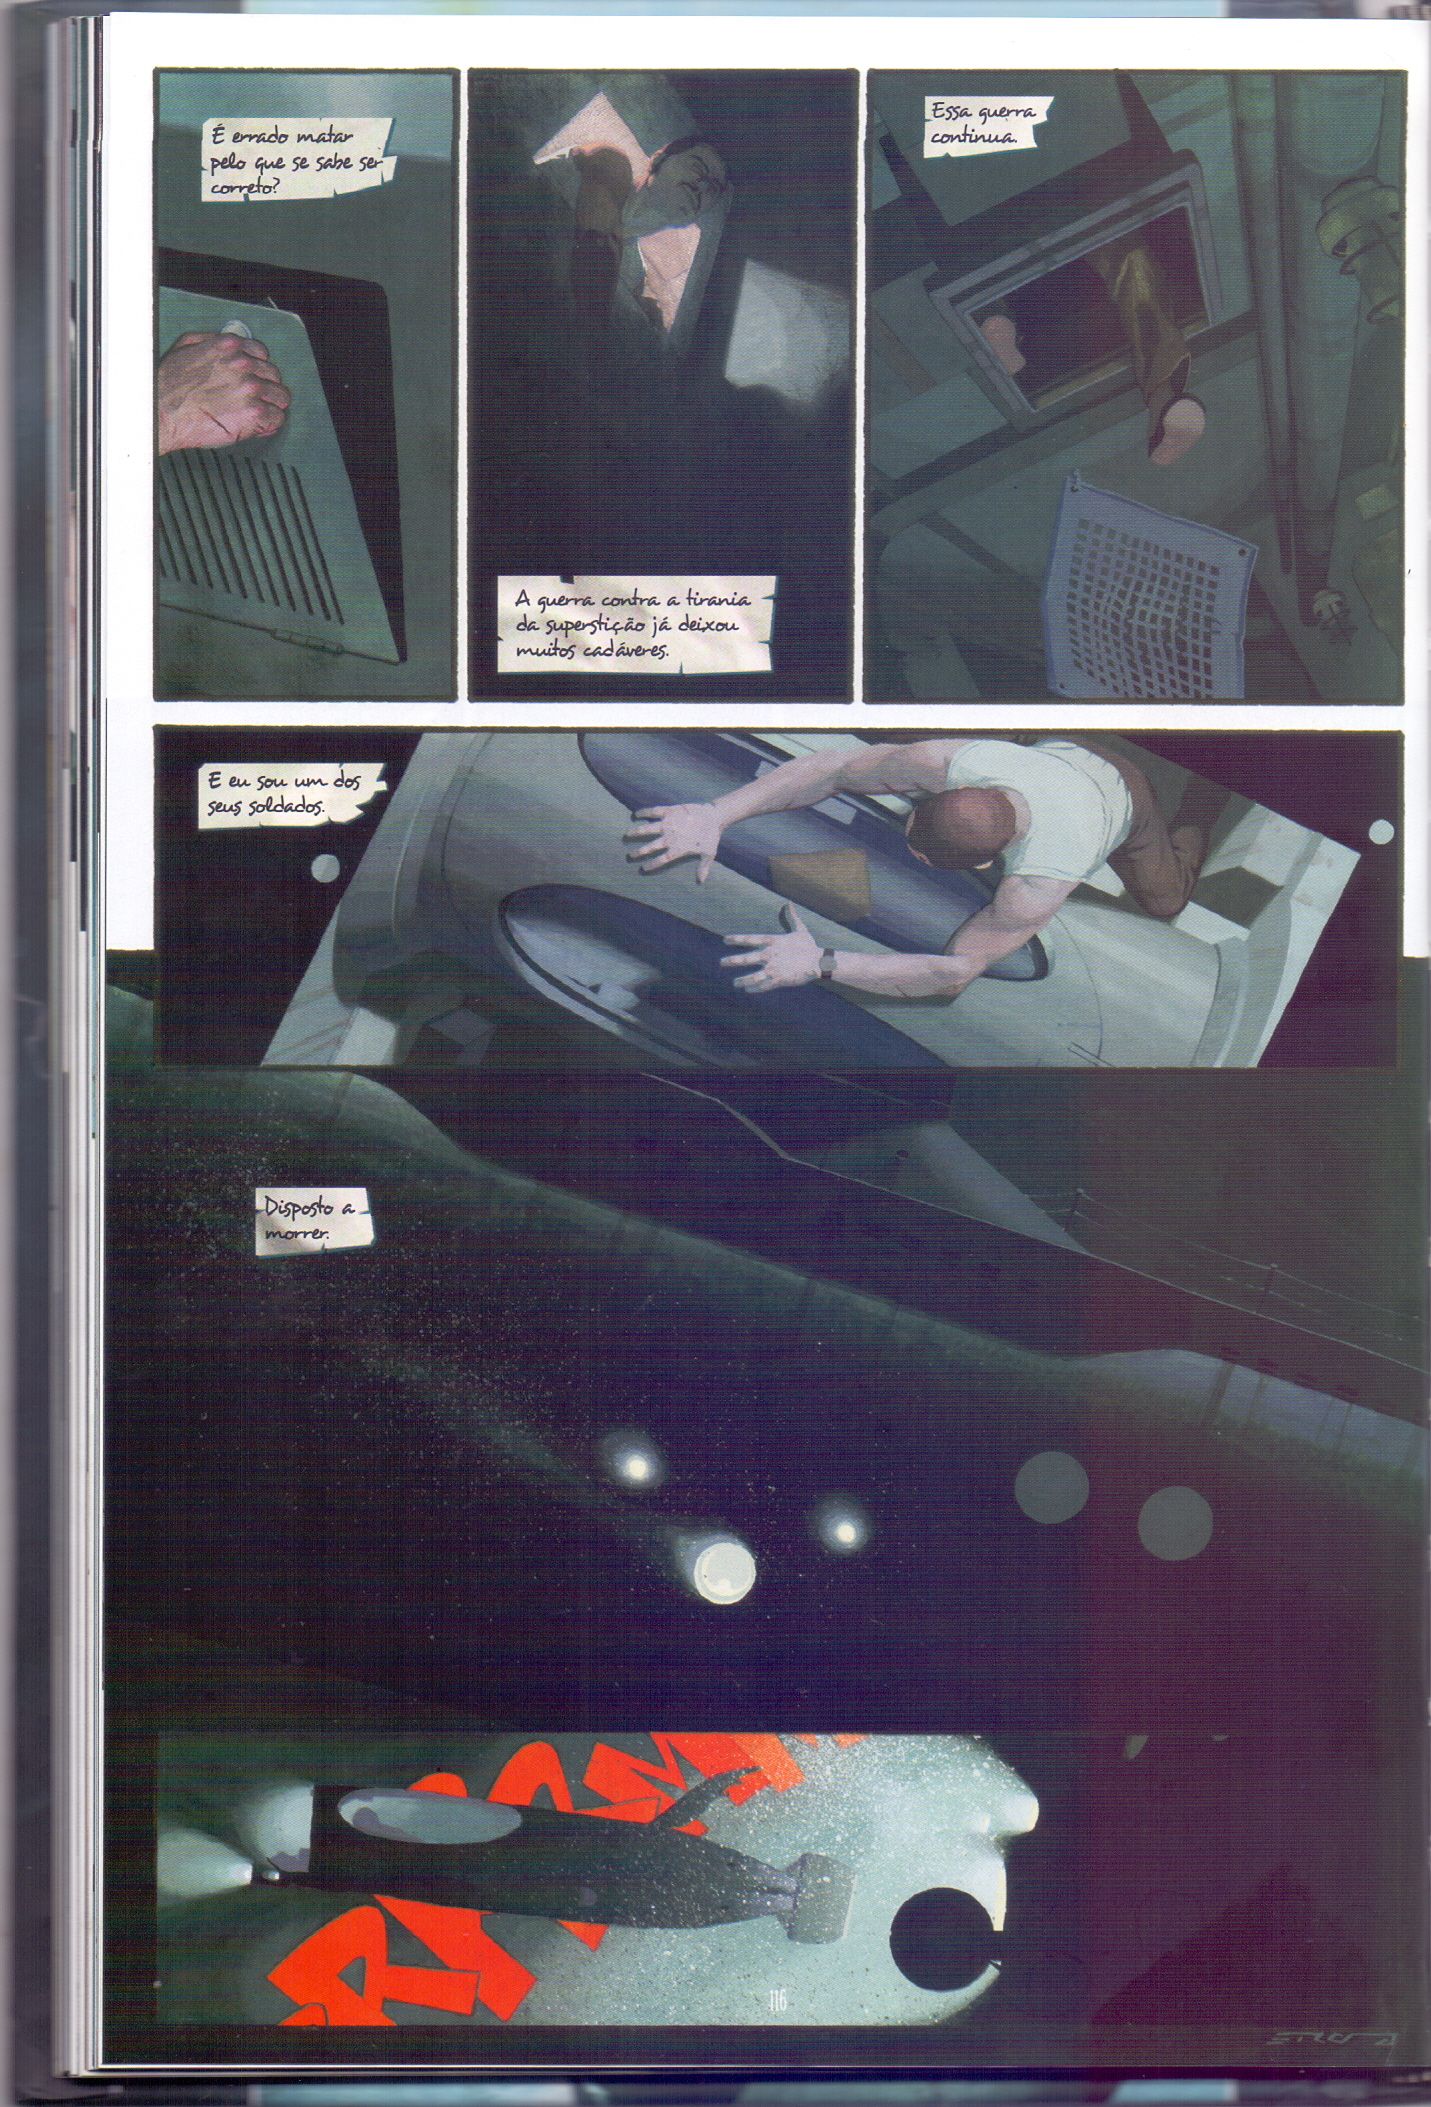 É errado matar
pelo que se sabe ser
correto?
A guerra contra a tirania
da superstição já deixou
muitos cadáveres.
Essa guerra
continua.
E eu sou um dos
seus soldados.
Disposto a
morrer.
116